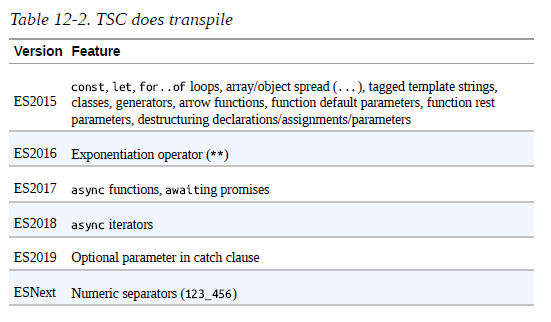 Table 12-2. TSC does transpile
Version Feature
const, let, for..of loops, array/object spread (...), tagged template strings,
ES2015 classes, generators, arrow functions, function default parameters, function rest
parameters, destructuring declarations/assignments/parameters
ES2016 Exponentiation operator (**)
ES2017 async functions, awaiting promises
ES2018 async iterators
ES2019 Optional parameter in catch clause
ESNext Numeric separators (123_456)